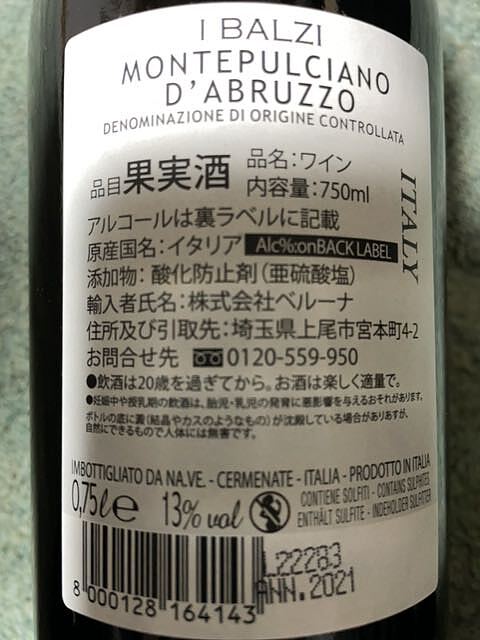 I BALZI
MONTEPULCIANO
D'ABRUZZO
DENOMINAZIONE DI ORIGINE CONTROLLATA
ITALY
品目 果実酒 品名：ワイン
内容量：750ml
アルコールは裏ラベルに記載
原産国名：イタリア Alc%:onBACK LABEL
添加物：酸化防止剤（亜硫酸塩）
輸入者氏名：株式会社ベルーナ
住所及び引取先：埼玉県上尾市宮本町4-2
お問合せ先 0120-559-950
●飲酒は20歳を過ぎてから。お酒は楽しく適量で。
●妊娠中や授乳期の飲酒は、胎児・乳児の発育に悪影響を与えるおそれがあります。
ボトルの底に澱（結晶やカスのようなもの）が沈殿している場合がありますが、
自然にできるもので人体には無害です。
IMBOTTIGLIATO DA NA.VE. - CERMENATE - ITALIA - PRODOTTO IN ITALIA
0,75l e 13% vol
CONTIENE SOLFITI - CONTAINS SULPHITES
ENTHÄLT SULFITE - INDEHOLDER SULFITTER
L22283
ANN. 2021
8 000128 164143